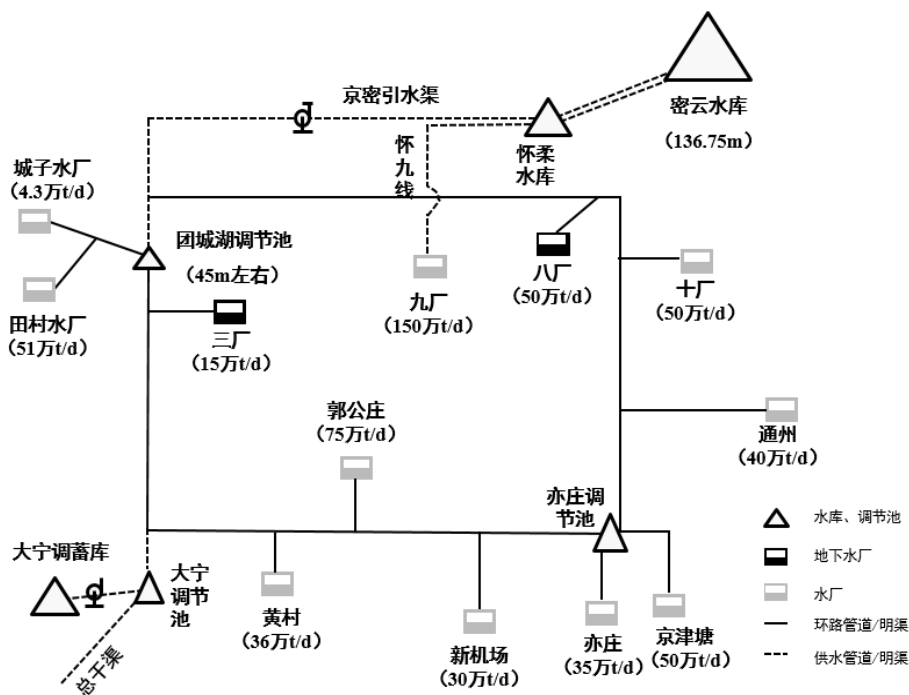 京密引水渠
密云水库
（136.75m）
怀柔
水库
怀
九
线
城子水厂
（4.3万t/d）
团城湖调节池
（45m左右）
田村水厂
（51万t/d）
三厂
（15万t/d）
九厂
（150万t/d）
八厂
（50万t/d）
十厂
（50万t/d）
郭公庄
（75万t/d）
通州
（40万t/d）
亦庄调
节池
大宁调蓄库
大宁
调节
池
总干渠
黄村
（36万t/d）
新机场
（30万t/d）
亦庄
（35万t/d）
京津塘
（50万t/d）
水库、调节池
地下水厂
水厂
环路管道/明渠
供水管道/明渠